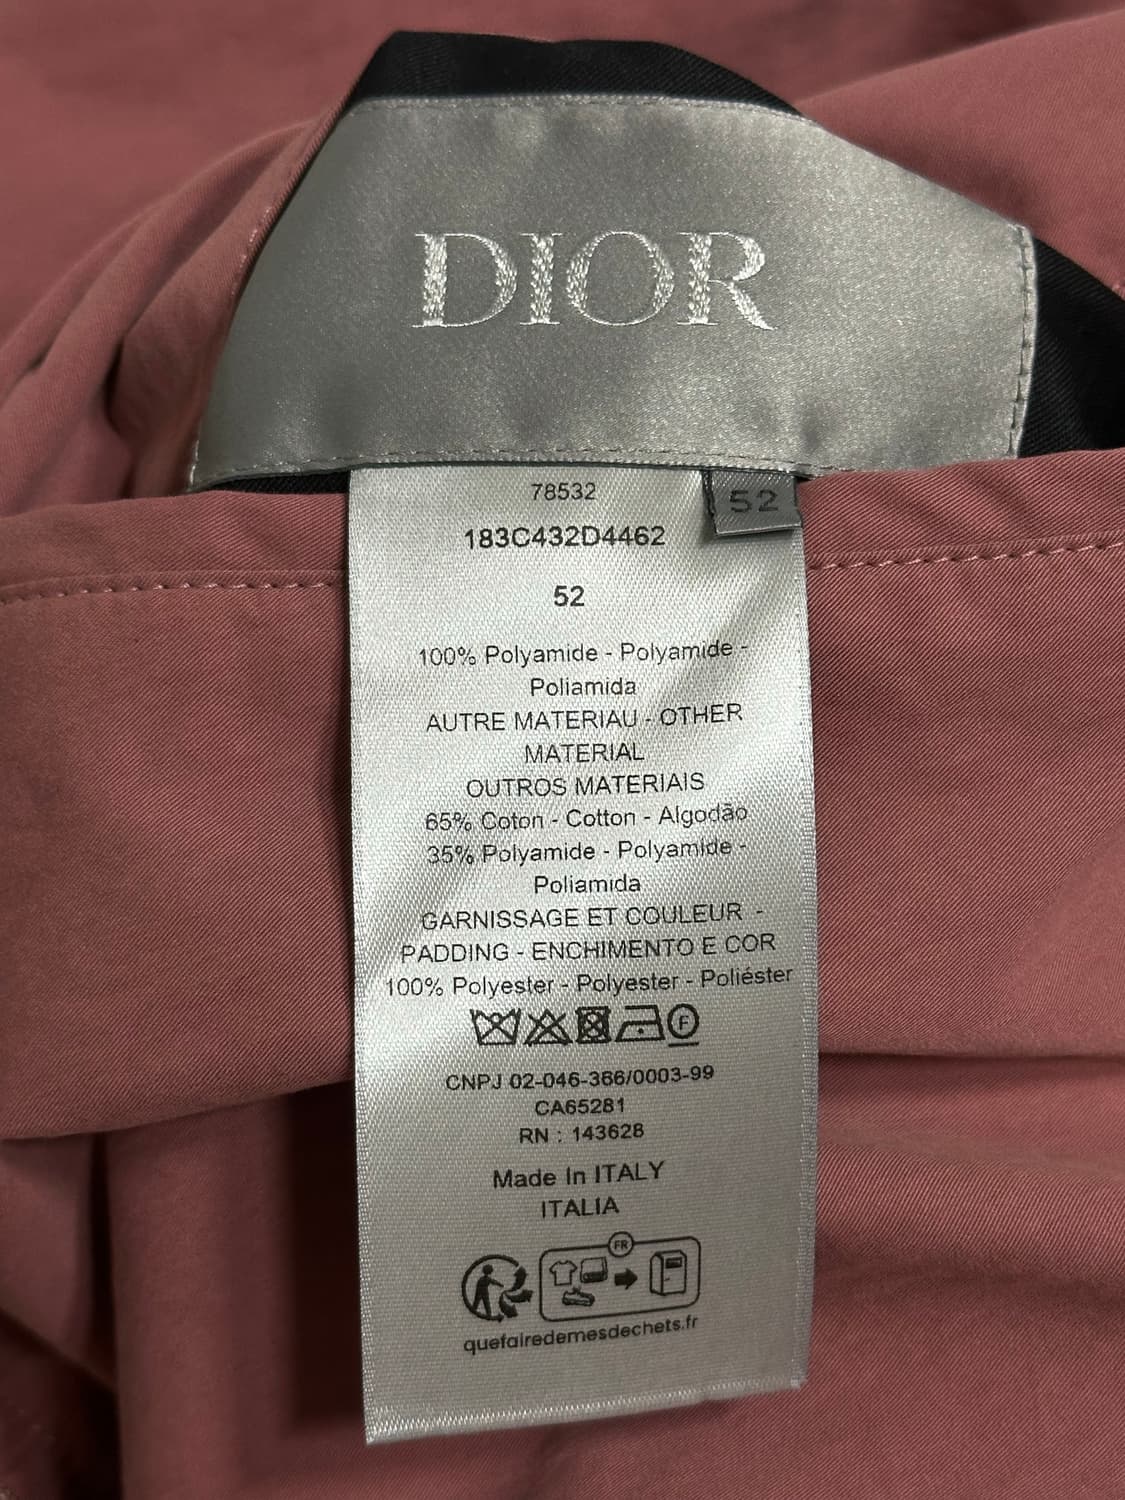 DIOR
78532
52
183C432D4462
52
100% Polyamide - Polyamide -
Poliamida
AUTRE MATERIAU - OTHER
MATERIAL
OUTROS MATERIAIS
65% Coton - Cotton - Algodão
35% Polyamide - Polyamide -
Poliamida
GARNISSAGE ET COULEUR -
PADDING - ENCHIMENTO E COR
100% Polyester - Polyester - Poliéster
F
CNPJ 02-046-366/0003-99
CA65281
RN : 143628
Made In ITALY
ITALIA
FR
quefairedemesdechets.fr